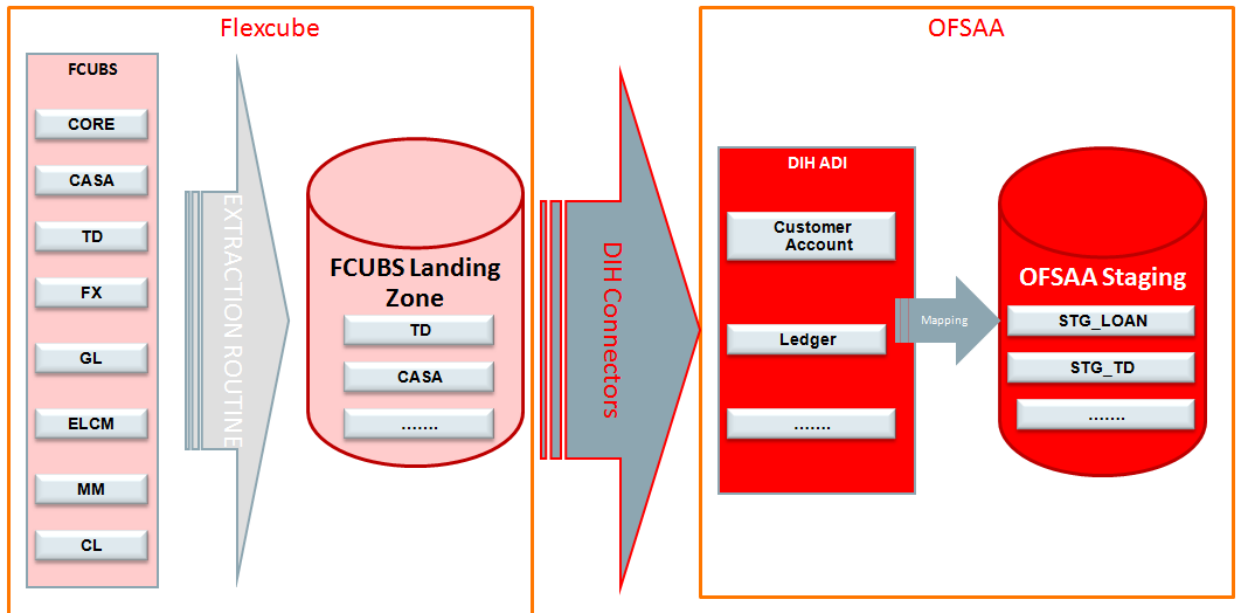 Flexcube
FCUBS
CORE
CASA
TD
FX
GL
ELCM
MM
CL
EXTRACTION ROUTINE
FCUBS Landing
Zone
TD
CASA
.......
DIH Connectors
OFSAA
DIH ADI
Customer
Account
Ledger
.......
Mapping
OFSAA Staging
STG_LOAN
STG_TD
.......